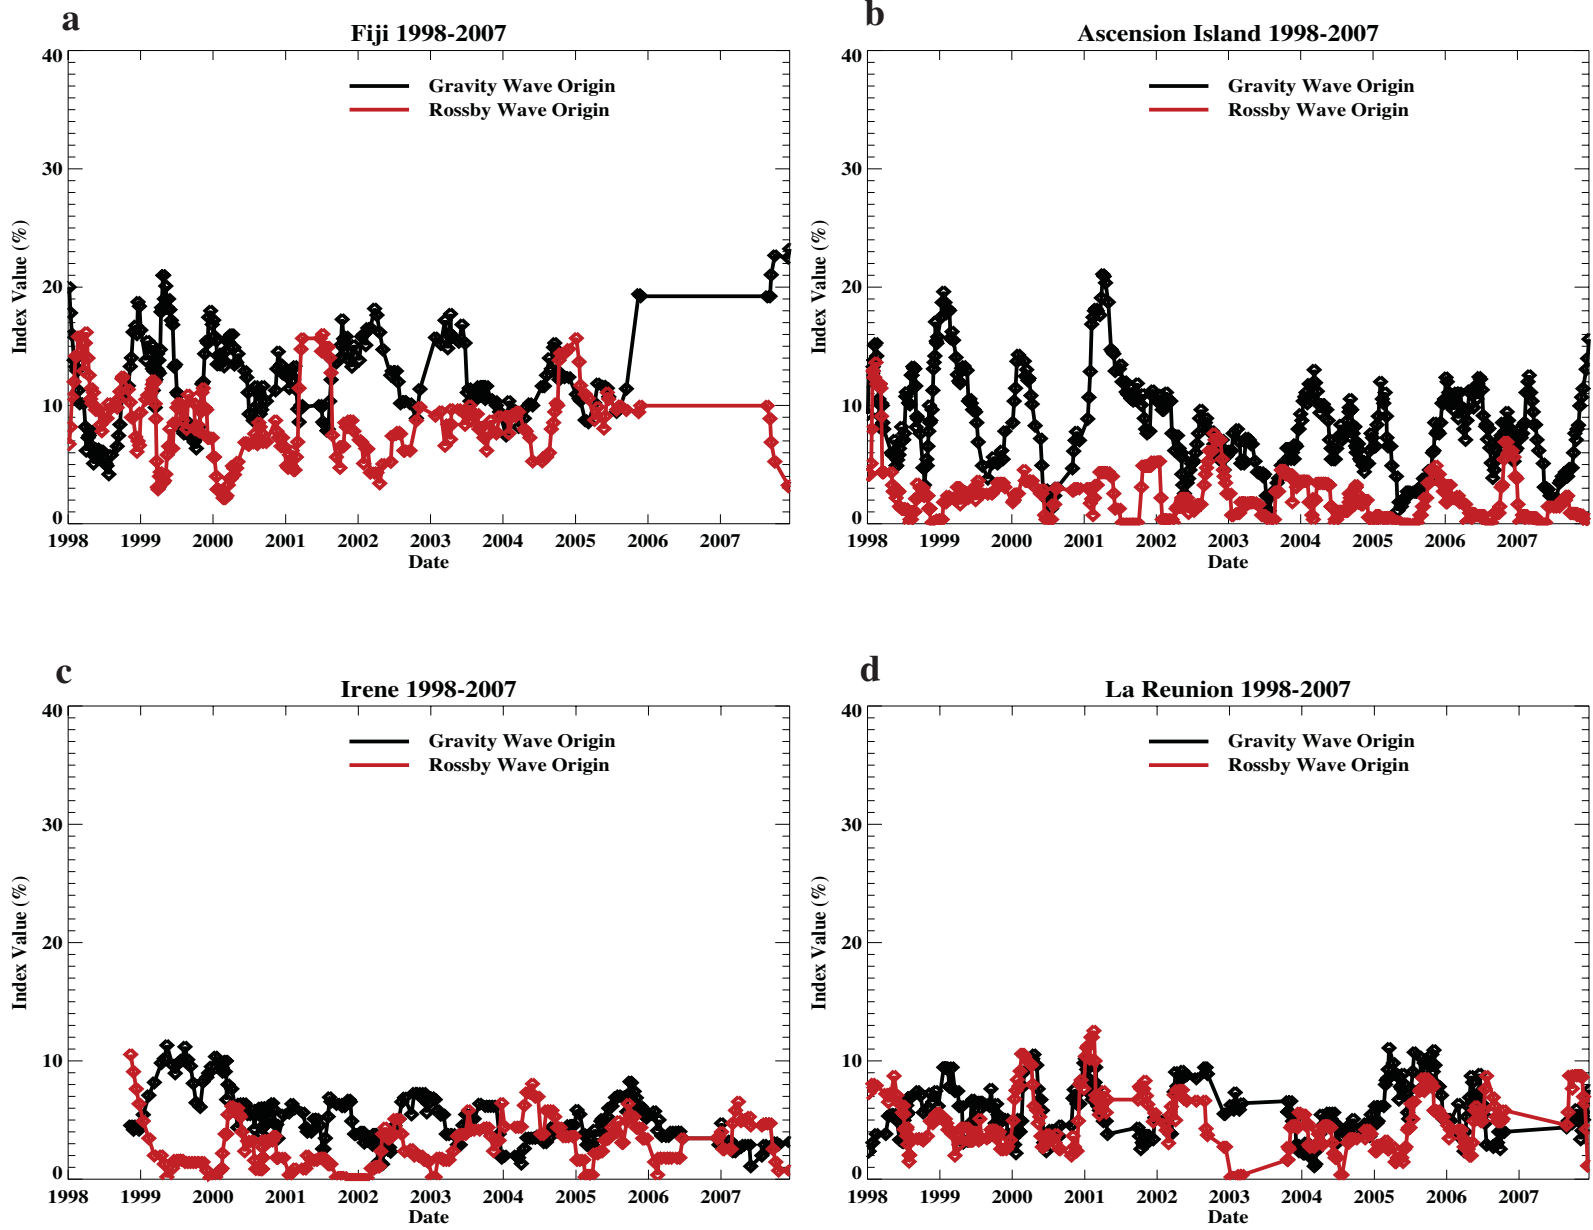 a
Fiji 1998-2007
Gravity Wave Origin
Rossby Wave Origin
Index Value (%)
40
30
20
10
0
1998 1999 2000 2001 2002 2003 2004 2005 2006 2007
Date
b
Ascension Island 1998-2007
Gravity Wave Origin
Rossby Wave Origin
Index Value (%)
40
30
20
10
0
1998 1999 2000 2001 2002 2003 2004 2005 2006 2007
Date
c
Irene 1998-2007
Gravity Wave Origin
Rossby Wave Origin
Index Value (%)
40
30
20
10
0
1998 1999 2000 2001 2002 2003 2004 2005 2006 2007
Date
d
La Reunion 1998-2007
Gravity Wave Origin
Rossby Wave Origin
Index Value (%)
40
30
20
10
0
1998 1999 2000 2001 2002 2003 2004 2005 2006 2007
Date